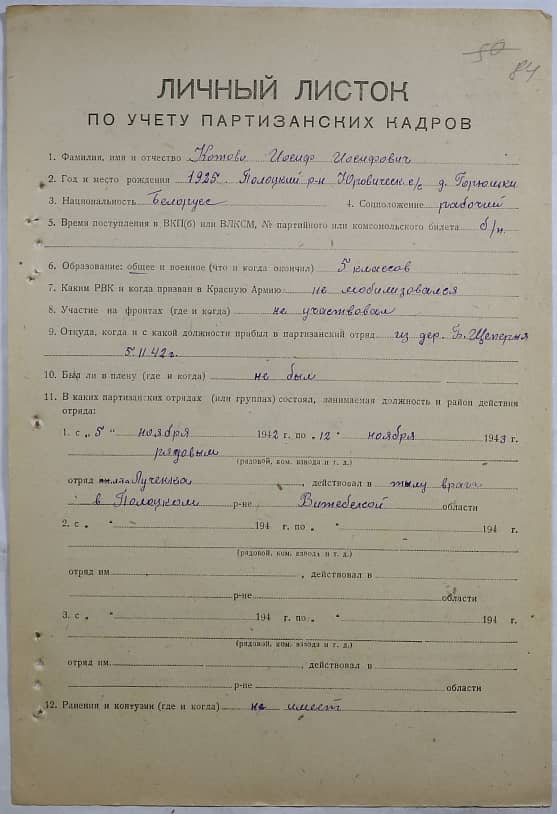 50
84
ЛИЧНЫЙ ЛИСТОК
ПО УЧЕТУ ПАРТИЗАНСКИХ КАДРОВ
1. Фамилия, имя и отчество Котово Иосиф Иосифович
2. Год и место рождения 1925. Полоцкий р-н Юровическ. с/с д. Горюшки
3. Национальность Белорус 4. Соцположение рабочий
5. Время поступления в ВКП(б) или ВЛКСМ, № партийного или комсомольского билета б/п.
6. Образование: общее и военное (что и когда окончил) 5 классов
7. Каким РВК и когда призван в Красную Армию не мобилизовался
8. Участие на фронтах (где и когда) не участвовал
9. Откуда, когда и с какой должности прибыл в партизанский отряд из дер. Б. Щеперня
5.11.42 г.
10. Был ли в плену (где и когда) не был
11. В каких партизанских отрядах (или группах) состоял, занимаемая должность и район действия
отряда:
1. с „5" ноября 1942 г. по „12" ноября 1943 г.
рядовым
(рядовой, ком. взвода и т. д.)
отряд Лученка, действовал в тылу врага
в Полоцком р-не Витебской области
2. с „ " 194 г. по „ " 194 г.
(рядовой, ком. взвода и т. д.)
отряд им. , действовал в
р-не области
3. с „ " 194 г. по „ " 194 г.
(рядовой, ком. взвода и т. д.)
отряд им. , действовал в
р-не области
12. Ранения и контузии (где и когда) не имеет